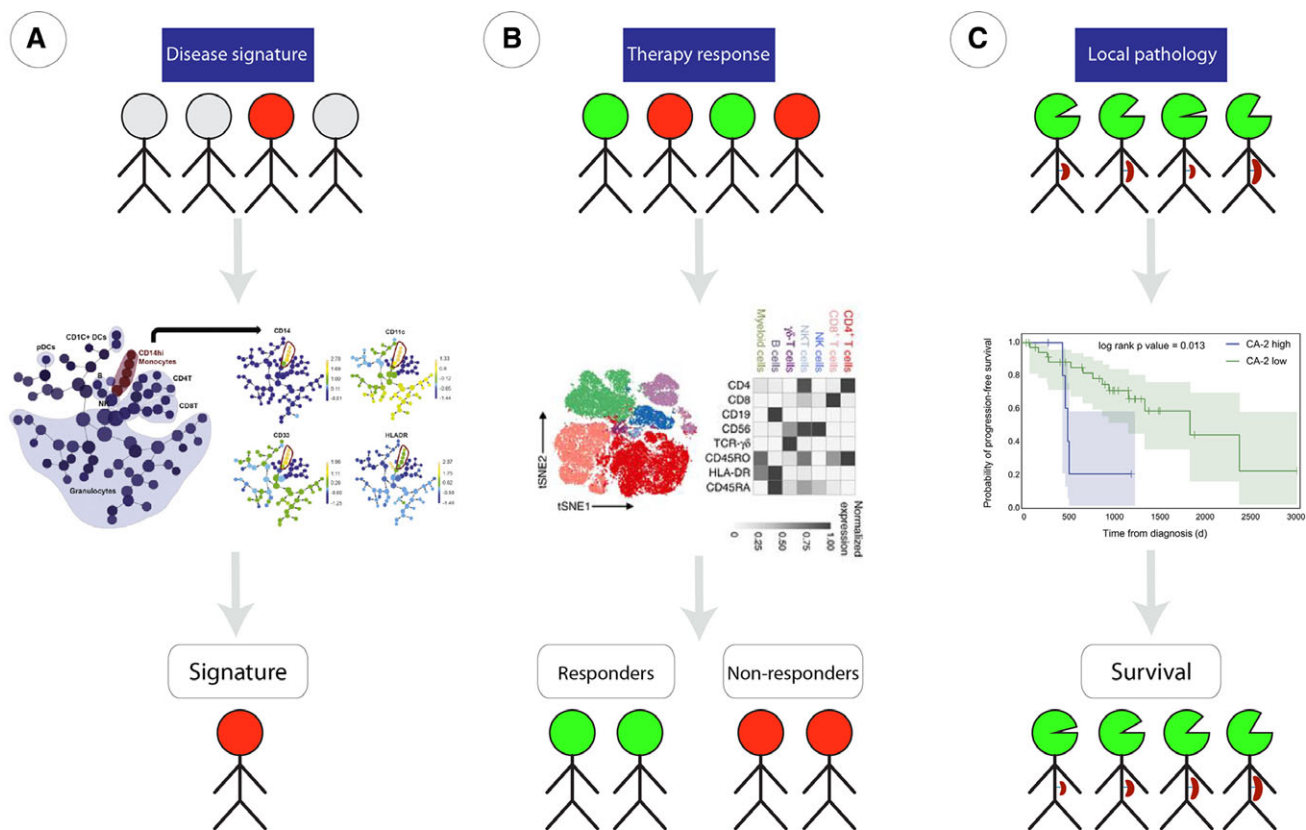 A
Disease signature
B
Therapy response
C
Local pathology
pDCs
CD1C+ DCs
CD14hi
Monocytes
B
NK
CD4T
CD8T
Granulocytes
CD14
CD11c
CD33
HLADR
tSNE2
tSNE1
Myeloid cells
B cells
γδ-T cells
NKT cells
NK cells
CD8+ T cells
CD4+ T cells
CD4
CD8
CD19
CD56
TCR-γδ
CD45RO
HLA-DR
CD45RA
0
0.25
0.50
0.75
1.00
Normalized
expression
Probability of progression-free survival
1.0
0.8
0.6
0.4
0.2
0.0
log rank p value = 0.013
CA-2 high
CA-2 low
0
500
1000
1500
2000
2500
3000
Time from diagnosis (d)
Signature
Responders
Non-responders
Survival